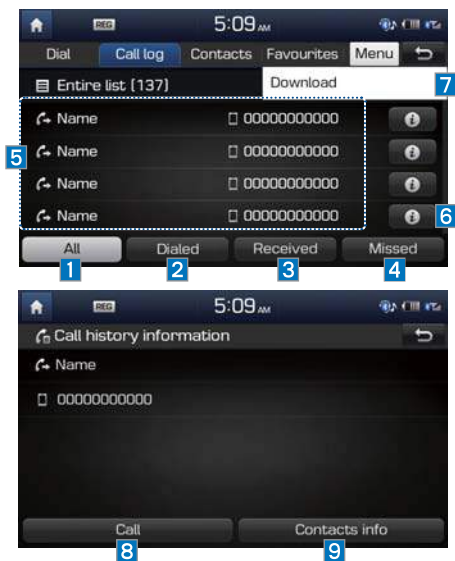 REG 5:09 AM
Dial Call log Contacts Favourites Menu
Entire list (137) Download 7
Name 00000000000
5 Name 00000000000
Name 00000000000
Name 00000000000 6
All Dialed Received Missed
1 2 3 4
REG 5:09 AM
Call history information
Name
00000000000
Call Contacts info
8 9